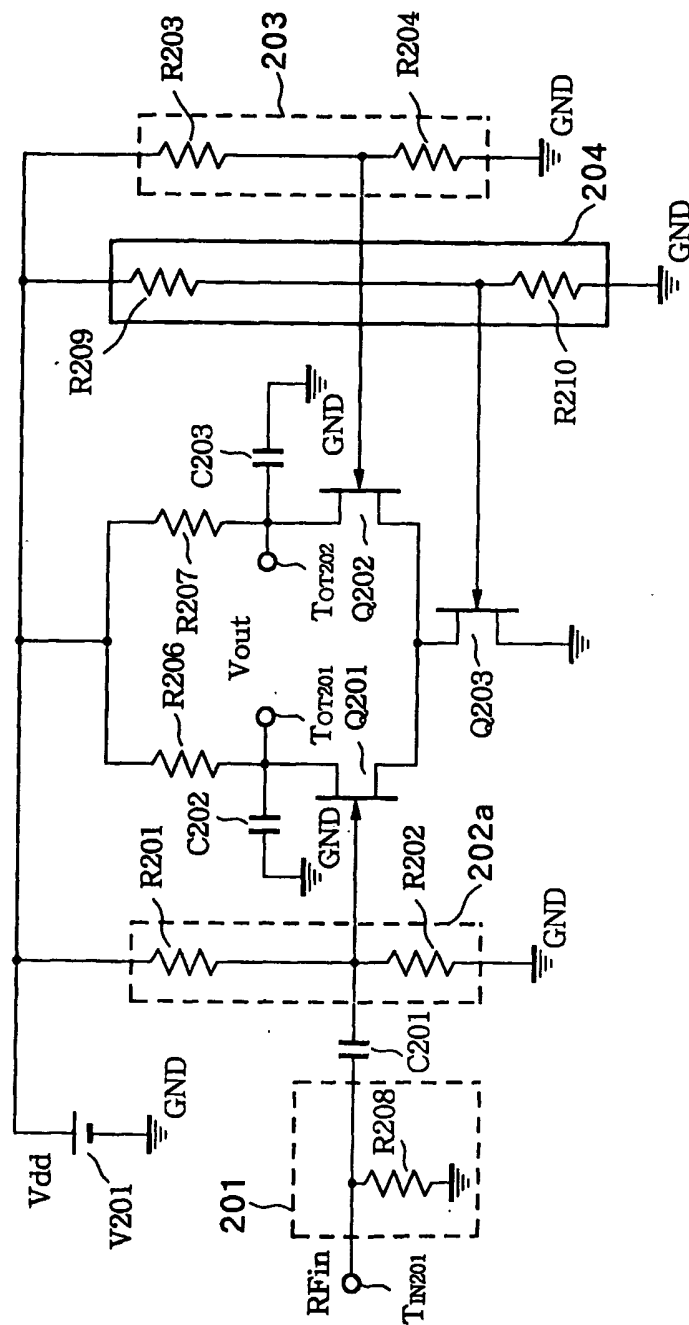 Vdd
V201
GND
RFin
TIN201
201
R208
C201
R201
R202
202a
GND
C202
GND
R206
R207
Vout
TOT201
TOT202
Q201
Q202
C203
GND
Q203
R209
R210
204
GND
R203
203
R204
GND